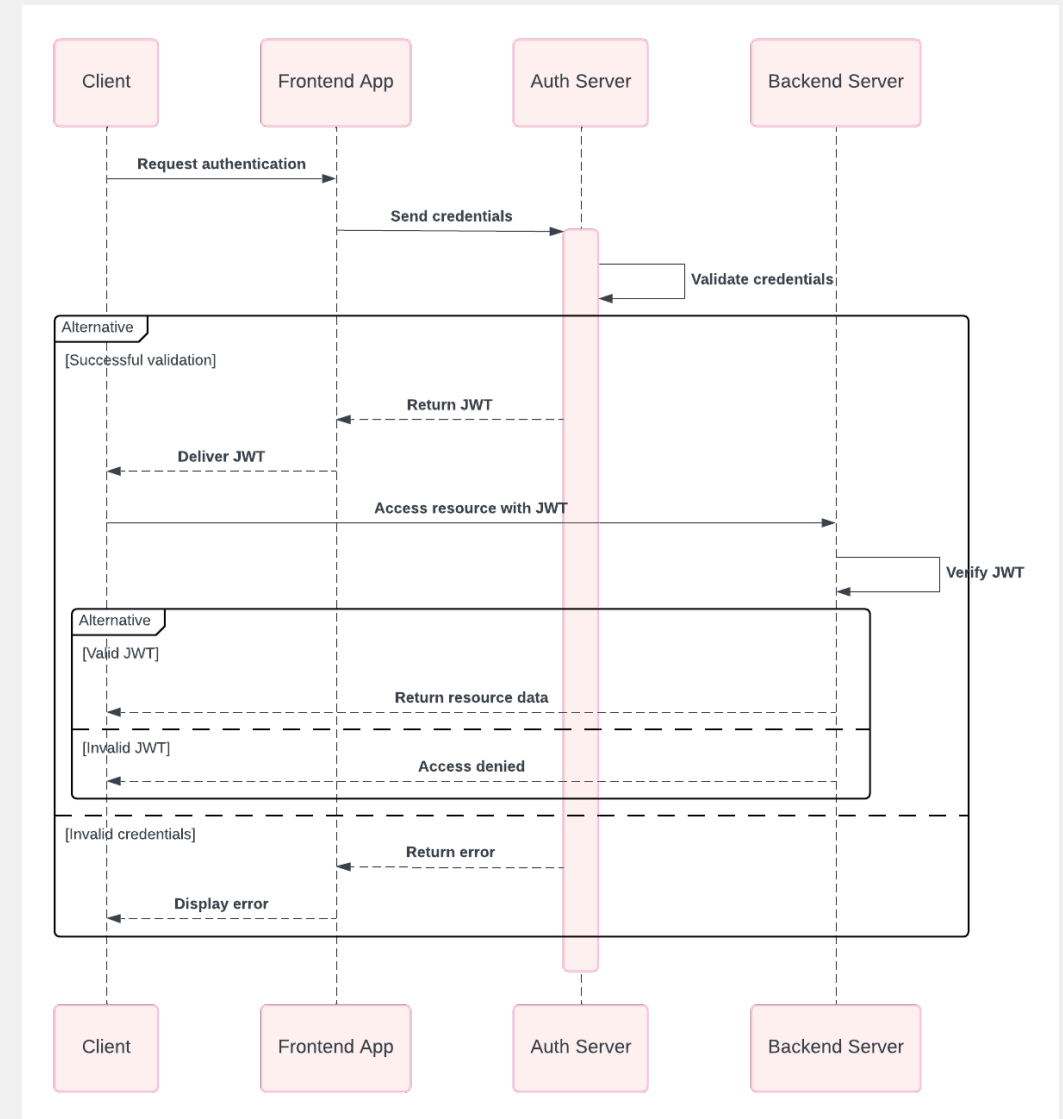 Client
Frontend App
Auth Server
Backend Server
Request authentication
Send credentials
Validate credentials
Alternative
[Successful validation]
Return JWT
Deliver JWT
Access resource with JWT
Verify JWT
Alternative
[Valid JWT]
Return resource data
[Invalid JWT]
Access denied
[Invalid credentials]
Return error
Display error
Client
Frontend App
Auth Server
Backend Server